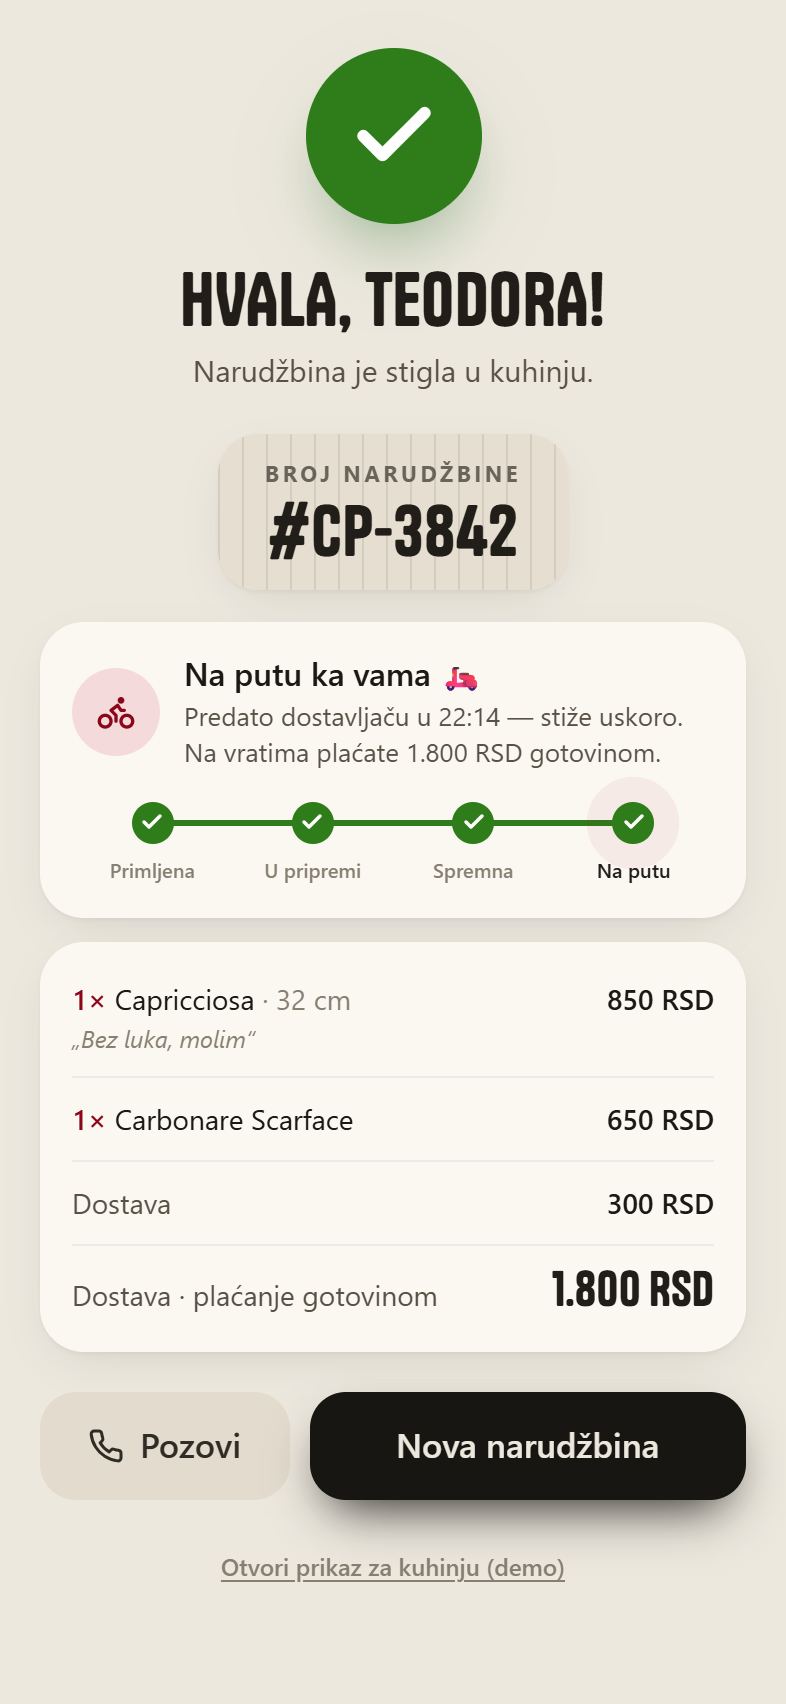 HVALA, TEODORA!
Narudžbina je stigla u kuhinju.
BROJ NARUDŽBINE
#CP-3842
Na putu ka vama 🛵
Predato dostavljaču u 22:14 — stiže uskoro.
Na vratima plaćate 1.800 RSD gotovinom.
Primljena U pripremi Spremna Na putu
1× Capricciosa · 32 cm 850 RSD
„Bez luka, molim“
1× Carbonare Scarface 650 RSD
Dostava 300 RSD
Dostava · plaćanje gotovinom 1.800 RSD
Pozovi Nova narudžbina
Otvori prikaz za kuhinju (demo)